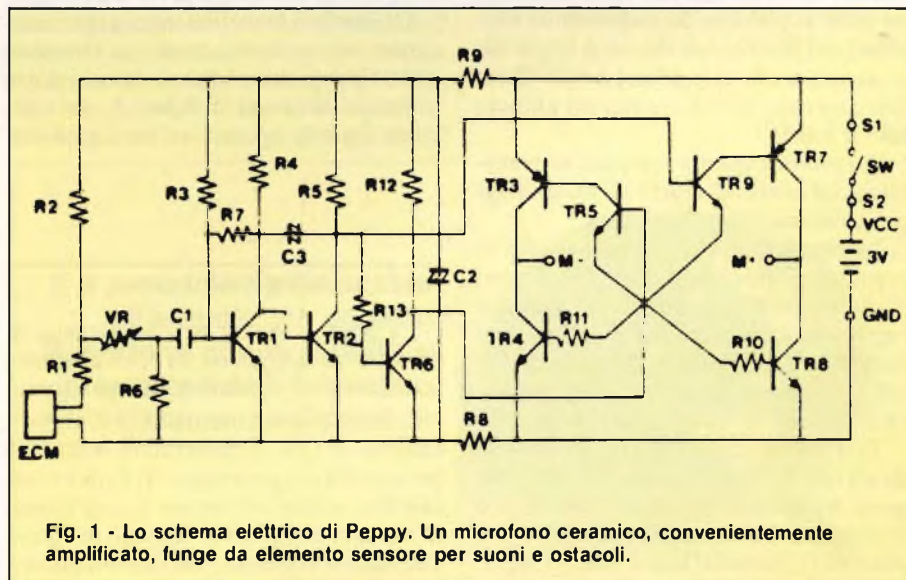 R9
S1
R4
SW
R2
R3
R5
R12
TR3
TR9
TR7
S2
TR5
VCC
R7
C3
M-
M+
3V
C2
R13
GND
VR
C1
R11
TR1
TR2
1R4
R10
R1
R6
TR6
TR8
ECM
R8
Fig. 1 - Lo schema elettrico di Peppy. Un microfono ceramico, convenientemente
amplificato, funge da elemento sensore per suoni e ostacoli.